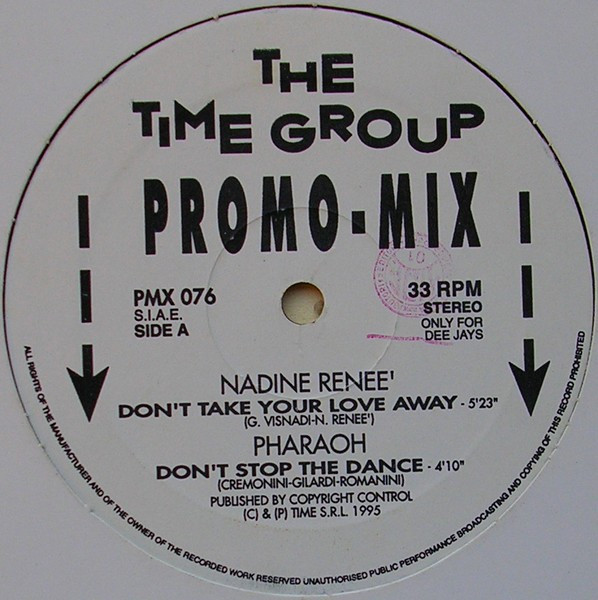 THE
TIME GROUP
PROMO-MIX
PMX 076
S.I.A.E.
SIDE A
33 RPM
STEREO
ONLY FOR
DEE JAYS
NADINE RENEE'
DON'T TAKE YOUR LOVE AWAY - 5'23"
(G. VISNADI-N. RENEE')
PHARAOH
DON'T STOP THE DANCE - 4'10"
(CREMONINI-GILARDI-ROMANINI)
PUBLISHED BY COPYRIGHT CONTROL
(C) & (P) TIME S.R.L. 1995
ALL RIGHTS OF THE MANUFACTURER AND OF THE OWNER OF THE RECORDED WORK RESERVED UNAUTHORISED PUBLIC PERFORMANCE BROADCASTING AND COPYING OF THIS RECORD PROHIBITED